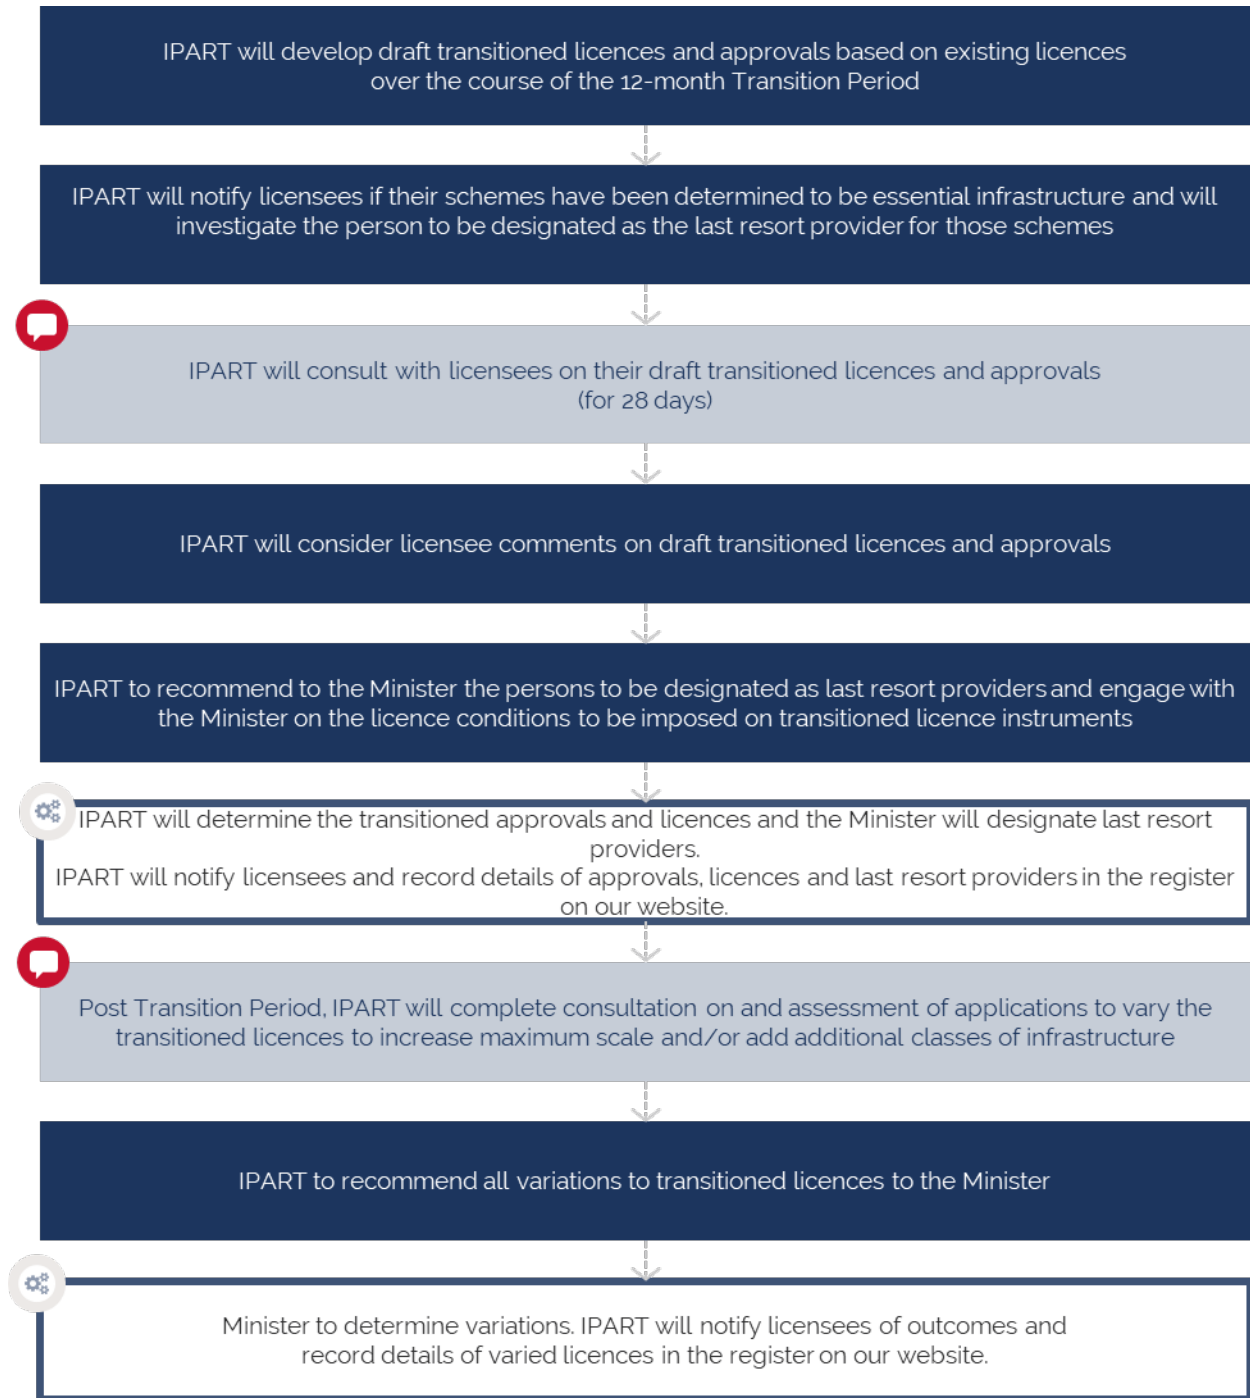 IPART will develop draft transitioned licences and approvals based on existing licences
over the course of the 12-month Transition Period
IPART will notify licensees if their schemes have been determined to be essential infrastructure and will
investigate the person to be designated as the last resort provider for those schemes
IPART will consult with licensees on their draft transitioned licences and approvals
(for 28 days)
IPART will consider licensee comments on draft transitioned licences and approvals
IPART to recommend to the Minister the persons to be designated as last resort providers and engage with
the Minister on the licence conditions to be imposed on transitioned licence instruments
IPART will determine the transitioned approvals and licences and the Minister will designate last resort
providers.
IPART will notify licensees and record details of approvals, licences and last resort providers in the register
on our website.
Post Transition Period, IPART will complete consultation on and assessment of applications to vary the
transitioned licences to increase maximum scale and/or add additional classes of infrastructure
IPART to recommend all variations to transitioned licences to the Minister
Minister to determine variations. IPART will notify licensees of outcomes and
record details of varied licences in the register on our website.